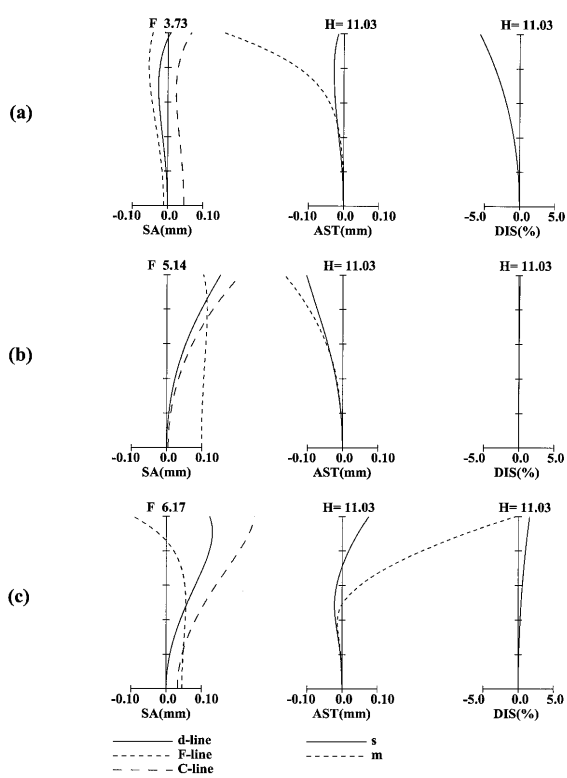 F 3.73 H= 11.03 H= 11.03
(a)
-0.10 0.0 0.10 -0.10 0.0 0.10 -5.0 0.0 5.0
SA(mm) AST(mm) DIS(%)
F 5.14 H= 11.03 H= 11.03
(b)
-0.10 0.0 0.10 -0.10 0.0 0.10 -5.0 0.0 5.0
SA(mm) AST(mm) DIS(%)
F 6.17 H= 11.03 H= 11.03
(c)
-0.10 0.0 0.10 -0.10 0.0 0.10 -5.0 0.0 5.0
SA(mm) AST(mm) DIS(%)
d-line s
F-line m
C-line